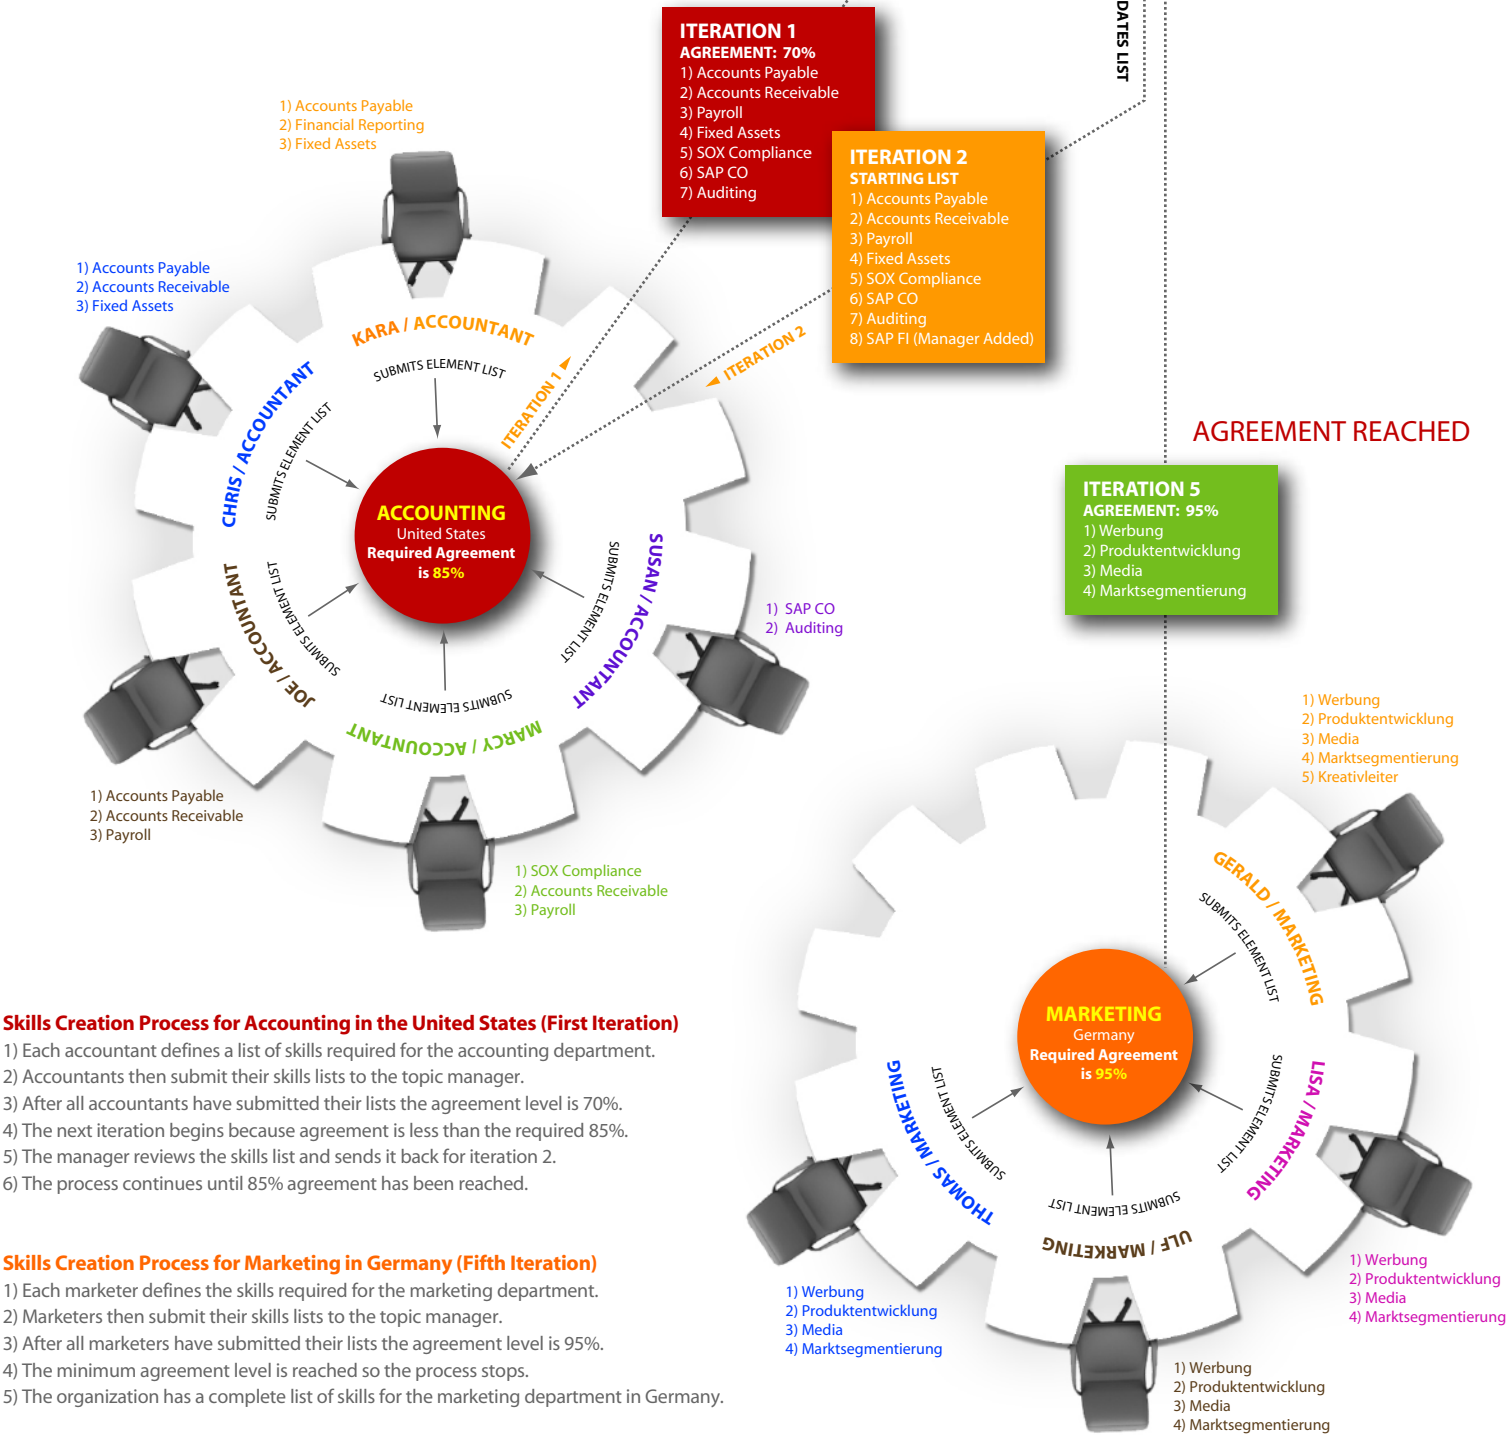 DATES LIST
ITERATION 1
AGREEMENT: 70%
1) Accounts Payable
2) Accounts Receivable
3) Payroll
4) Fixed Assets
5) SOX Compliance
6) SAP CO
7) Auditing
ITERATION 2
STARTING LIST
1) Accounts Payable
2) Accounts Receivable
3) Payroll
4) Fixed Assets
5) SOX Compliance
6) SAP CO
7) Auditing
8) SAP FI (Manager Added)
1) Accounts Payable
2) Financial Reporting
3) Fixed Assets
1) Accounts Payable
2) Accounts Receivable
3) Fixed Assets
KARA / ACCOUNTANT
SUBMITS ELEMENT LIST
CHRIS / ACCOUNTANT
SUBMITS ELEMENT LIST
ITERATION 1
ITERATION 2
ACCOUNTING
United States
Required Agreement
is 85%
JOE / ACCOUNTANT
SUBMITS ELEMENT LIST
1) Accounts Payable
2) Accounts Receivable
3) Payroll
MARCY / ACCOUNTANT
SUBMITS ELEMENT LIST
1) SOX Compliance
2) Accounts Receivable
3) Payroll
SUSAN / ACCOUNTANT
SUBMITS ELEMENT LIST
1) SAP CO
2) Auditing
AGREEMENT REACHED
ITERATION 5
AGREEMENT: 95%
1) Werbung
2) Produktentwicklung
3) Media
4) Marktsegmentierung
1) Werbung
2) Produktentwicklung
3) Media
4) Marktsegmentierung
5) Kreativleiter
GERALD / MARKETING
SUBMITS ELEMENT LIST
MARKETING
Germany
Required Agreement
is 95%
LISA / MARKETING
SUBMITS ELEMENT LIST
1) Werbung
2) Produktentwicklung
3) Media
4) Marktsegmentierung
ULF / MARKETING
SUBMITS ELEMENT LIST
1) Werbung
2) Produktentwicklung
3) Media
4) Marktsegmentierung
THOMAS / MARKETING
SUBMITS ELEMENT LIST
1) Werbung
2) Produktentwicklung
3) Media
4) Marktsegmentierung
Skills Creation Process for Accounting in the United States (First Iteration)
1) Each accountant defines a list of skills required for the accounting department.
2) Accountants then submit their skills lists to the topic manager.
3) After all accountants have submitted their lists the agreement level is 70%.
4) The next iteration begins because agreement is less than the required 85%.
5) The manager reviews the skills list and sends it back for iteration 2.
6) The process continues until 85% agreement has been reached.
Skills Creation Process for Marketing in Germany (Fifth Iteration)
1) Each marketer defines the skills required for the marketing department.
2) Marketers then submit their skills lists to the topic manager.
3) After all marketers have submitted their lists the agreement level is 95%.
4) The minimum agreement level is reached so the process stops.
5) The organization has a complete list of skills for the marketing department in Germany.